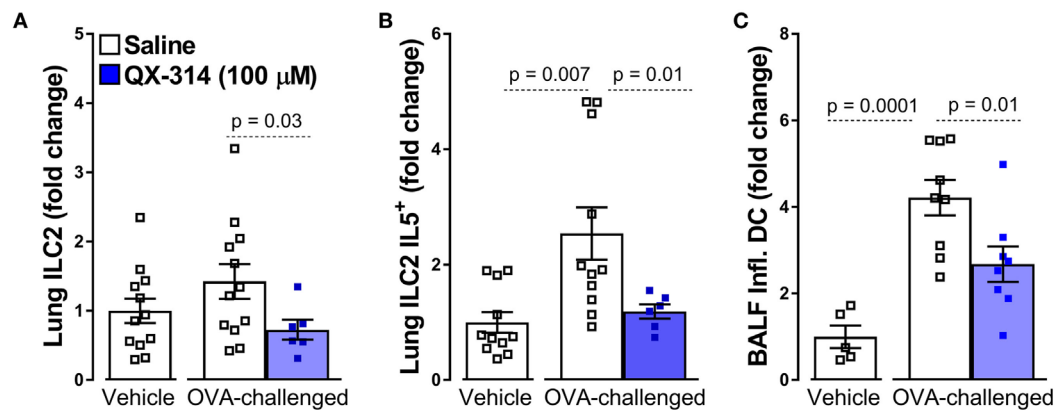 A
Lung ILC2 (fold change)
5
4
3
2
1
0
Saline
QX-314 (100 μM)
p = 0.03
Vehicle OVA-challenged
B
Lung ILC2 IL5+ (fold change)
6
4
2
0
p = 0.007 p = 0.01
Vehicle OVA-challenged
C
BALF Infl. DC (fold change)
8
6
4
2
0
p = 0.0001 p = 0.01
Vehicle OVA-challenged